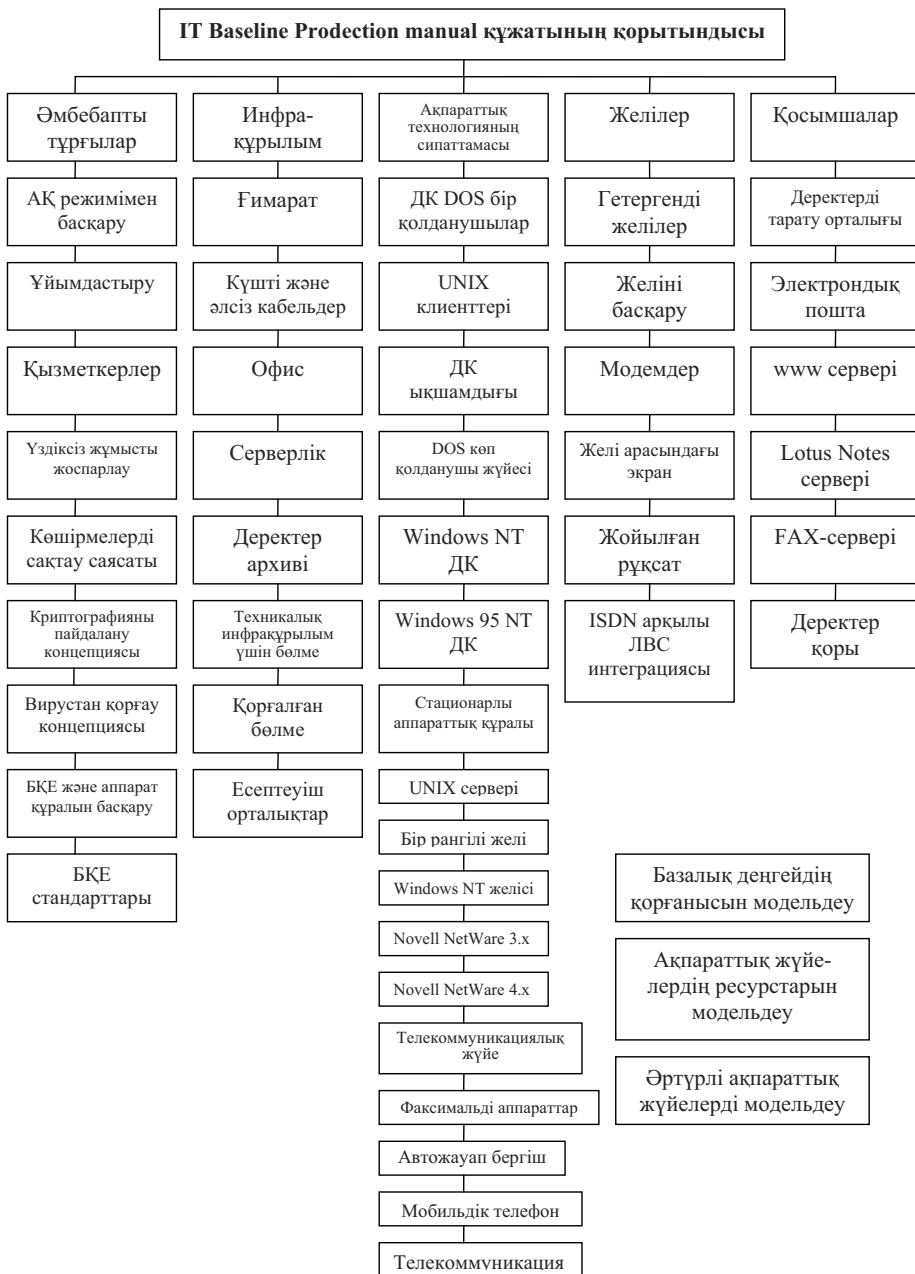 IT Baseline Prodection manual құжатының қорытындысы
Әмбебапты
тұрғылар
АҚ режимімен
басқару
Ұйымдастыру
Қызметкерлер
Үздіксіз жұмысты
жоспарлау
Көшірмелерді
сақтау саясаты
Криптографияны
пайдалану
концепциясы
Вирустан қорғау
концепциясы
БҚЕ және аппарат
құралын басқару
БҚЕ
стандарттары
Инфра-
құрылым
Ғимарат
Күшті және
әлсіз кабельдер
Офис
Серверлік
Деректер
архиві
Техникалық
инфрақұрылым
үшін бөлме
Қорғалған
бөлме
Есептеуіш
орталықтар
Ақпараттық
технологияның
сипаттамасы
ДК DOS бір
қолданушылар
UNIX
клиенттері
ДК
ықшамдығы
DOS көп
қолданушы жүйесі
Windows NT
ДК
Windows 95 NT
ДК
Стационарлы
аппараттық құралы
UNIX сервері
Бір рангілі желі
Windows NT желісі
Novell NetWare 3.x
Novell NetWare 4.x
Телекоммуникациялық
жүйе
Факсимальді аппараттар
Автожауап бергіш
Мобильдік телефон
Телекоммуникация
Желілер
Гетергенді
желілер
Желіні
басқару
Модемдер
Желі арасындағы
экран
Жойылған
рұқсат
ISDN арқылы
ЛВС
интеграциясы
Қосымшалар
Деректерді
тарату орталығы
Электрондық
пошта
www сервері
Lotus Notes
сервері
FAX-сервері
Деректер
қоры
Базалық деңгейдің
қорғанысын модельдеу
Ақпараттық жүйе-
лердің ресурстарын
модельдеу
Әртүрлі ақпараттық
жүйелерді модельдеу